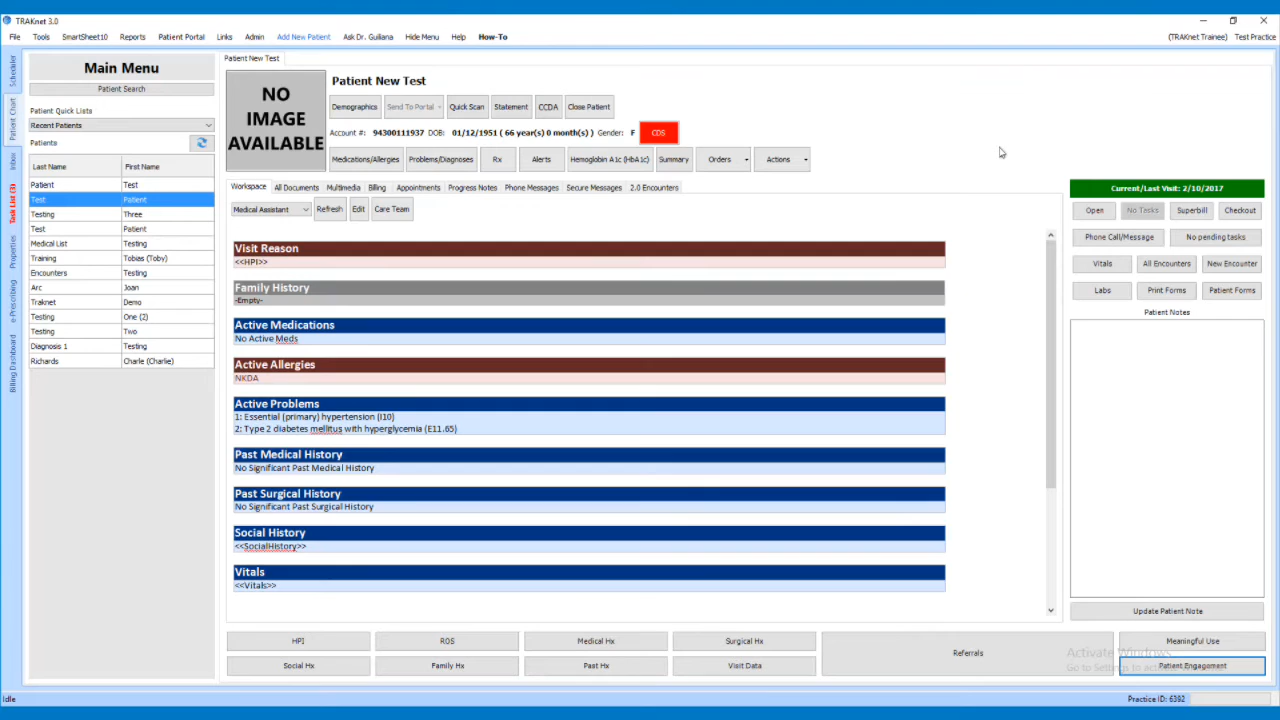 TRAKnet 3.0
File Tools SmartSheet10 Reports Patient Portal Links Admin Add New Patient Ask Dr. Guiliana Hide Menu Help How-To (TRAKnet Trainee) Test Practice
Scheduler
Patient Chart
Inbox
Task List (3)
Properties
e-Prescribing
Billing Dashboard
Main Menu
Patient Search
Patient Quick Lists
Recent Patients
Patients
Last Name First Name
Patient Test
Test Patient
Testing Three
Test Patient
Medical List Testing
Training Tobias (Toby)
Encounters Testing
Arc Joan
Traknet Demo
Testing One (2)
Testing Two
Diagnosis 1 Testing
Richards Charle (Charlie)
Patient New Test
NO
IMAGE
AVAILABLE
Patient New Test
Demographics Send To Portal Quick Scan Statement CCDA Close Patient
Account #: 94300111937 DOB: 01/12/1951 ( 66 year(s) 0 month(s) ) Gender: F CDS
Medications/Allergies Problems/Diagnoses Rx Alerts Hemoglobin A1c (HbA1c) Summary Orders Actions
Workspace All Documents Multimedia Billing Appointments Progress Notes Phone Messages Secure Messages 2.0 Encounters
Medical Assistant Refresh Edit Care Team
Visit Reason
<<HPI>>
Family History
-Empty-
Active Medications
No Active Meds
Active Allergies
NKDA
Active Problems
1: Essential (primary) hypertension (I10)
2: Type 2 diabetes mellitus with hyperglycemia (E11.65)
Past Medical History
No Significant Past Medical History
Past Surgical History
No Significant Past Surgical History
Social History
<<SocialHistory>>
Vitals
<<Vitals>>
HPI ROS Medical Hx Surgical Hx
Social Hx Family Hx Past Hx Visit Data
Referrals
Current/Last Visit: 2/10/2017
Open No Tasks Superbill Checkout
Phone Call/Message No pending tasks
Vitals All Encounters New Encounter
Labs Print Forms Patient Forms
Patient Notes
Update Patient Note
Meaningful Use
Activate Windows
Go to Settings to activate Windows.
Patient Engagement
Idle
Practice ID: 6392